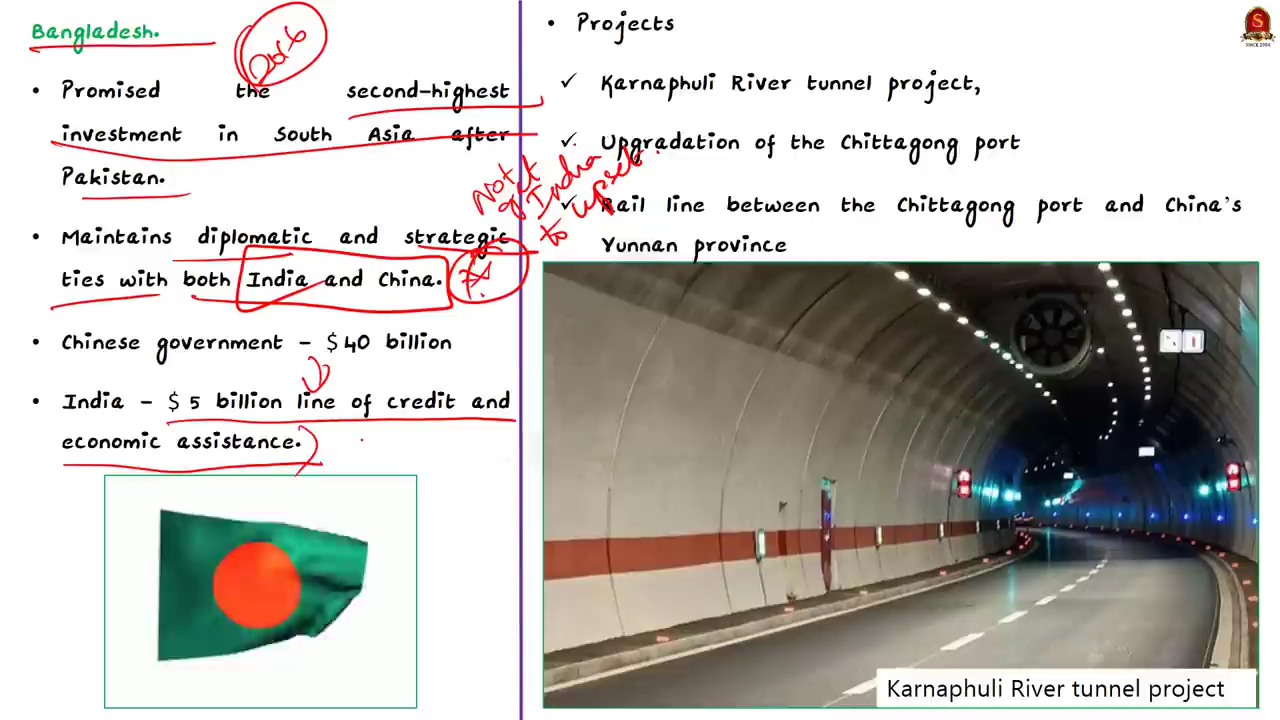 Bangladesh.
2016
• Promised the second-highest
investment in South Asia after
Pakistan.
• Maintains diplomatic and strategic
ties with both India and China.
• Chinese government - $40 billion
• India - $ 5 billion line of credit and
economic assistance.
Not
get
India
to upset.
• Projects
✓ Karnaphuli River tunnel project,
✓ Upgradation of the Chittagong port
✓ Rail line between the Chittagong port and China's
Yunnan province
Karnaphuli River tunnel project
S
SINCE 2004